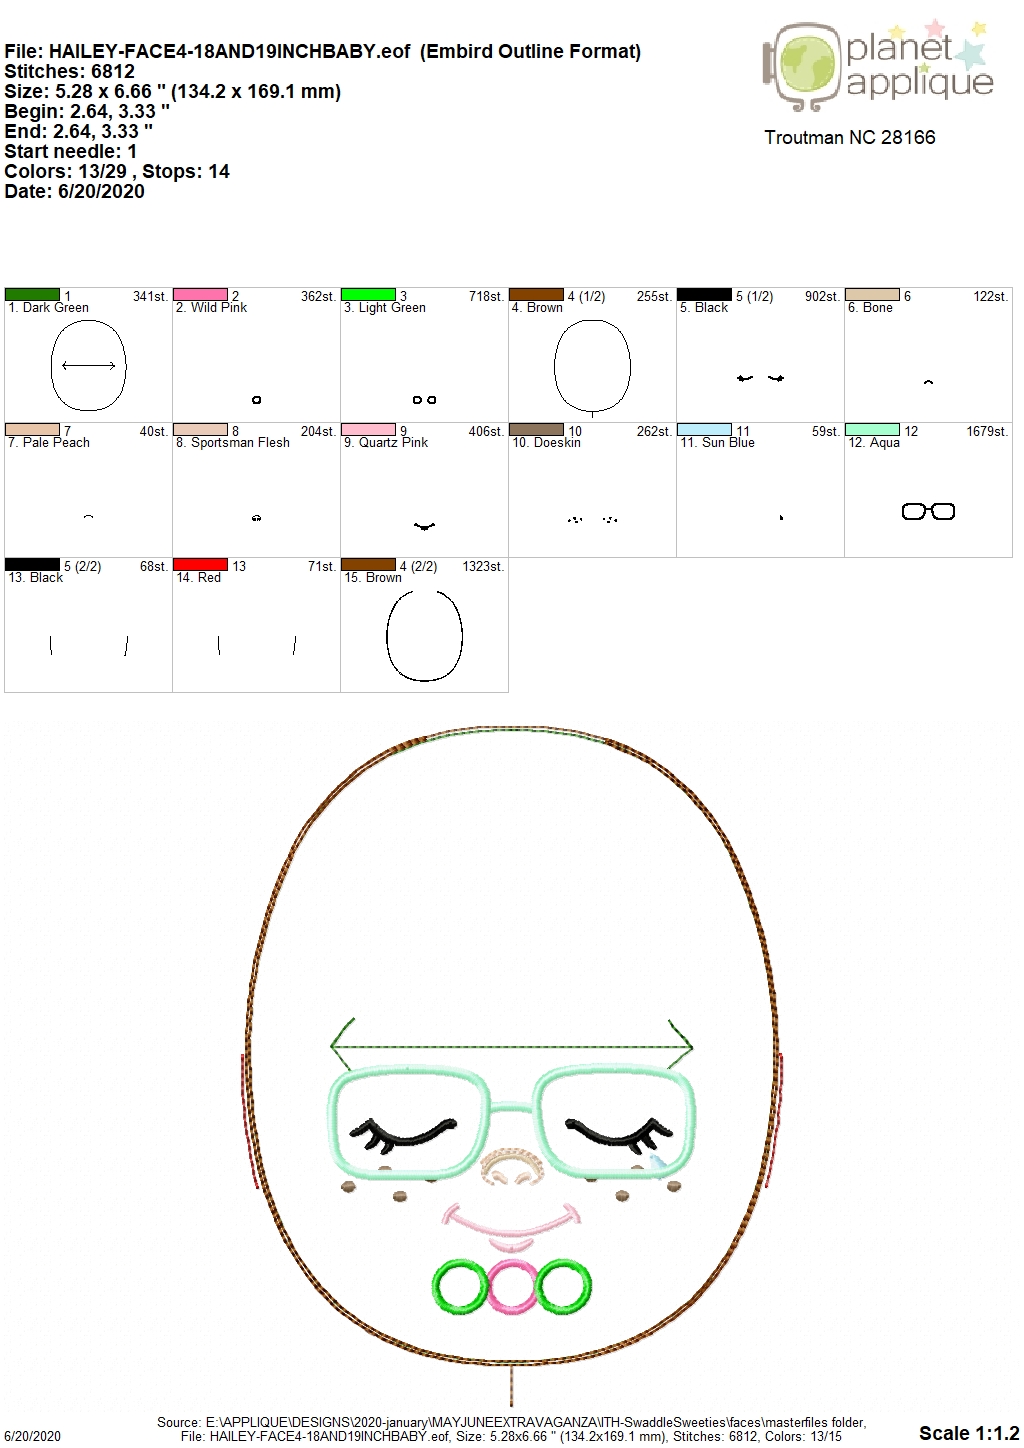 File: HAILEY-FACE4-18AND19INCHBABY.eof (Embird Outline Format)
Stitches: 6812
Size: 5.28 x 6.66 " (134.2 x 169.1 mm)
Begin: 2.64, 3.33 "
End: 2.64, 3.33 "
Start needle: 1
Colors: 13/29 , Stops: 14
Date: 6/20/2020
planet
applique
Troutman NC 28166
1 341st. 2 362st. 3 718st. 4 (1/2) 255st. 5 (1/2) 902st. 6 122st.
1. Dark Green 2. Wild Pink 3. Light Green 4. Brown 5. Black 6. Bone
7 40st. 8 204st. 9 406st. 10 262st. 11 59st. 12 1679st.
7. Pale Peach 8. Sportsman Flesh 9. Quartz Pink 10. Doeskin 11. Sun Blue 12. Aqua
5 (2/2) 68st. 13 71st. 4 (2/2) 1323st.
13. Black 14. Red 15. Brown
Source: E:\APPLIQUE\DESIGNS\2020-january\MAYJUNEEXTRAVAGANZA\ITH-SwaddleSweeties\faces\masterfiles folder,
6/20/2020 File: HAILEY-FACE4-18AND19INCHBABY.eof, Size: 5.28x6.66 " (134.2x169.1 mm), Stitches: 6812, Colors: 13/15 Scale 1:1.2